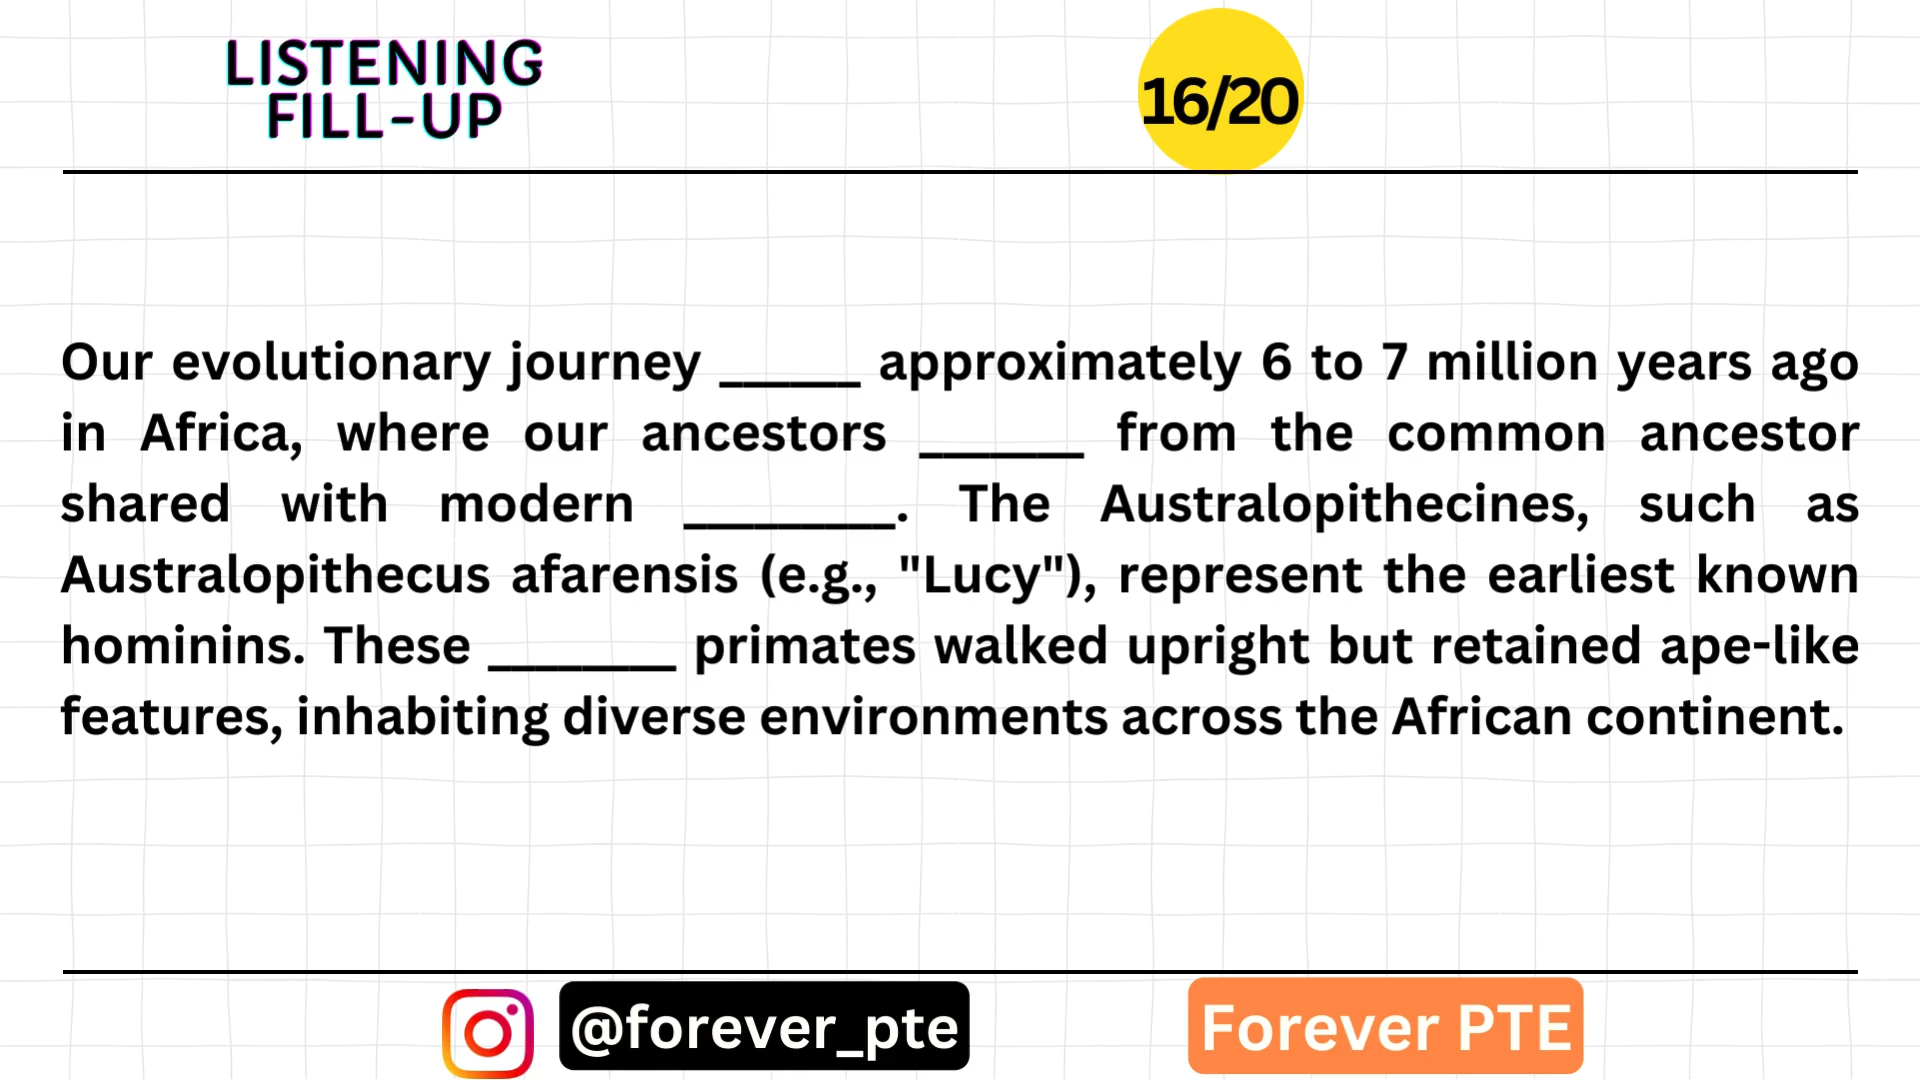 LISTENING
FILL-UP
16/20
Our evolutionary journey ______ approximately 6 to 7 million years ago
in Africa, where our ancestors _______ from the common ancestor
shared with modern _________. The Australopithecines, such as
Australopithecus afarensis (e.g., "Lucy"), represent the earliest known
hominins. These ________ primates walked upright but retained ape-like
features, inhabiting diverse environments across the African continent.
@forever_pte
Forever PTE